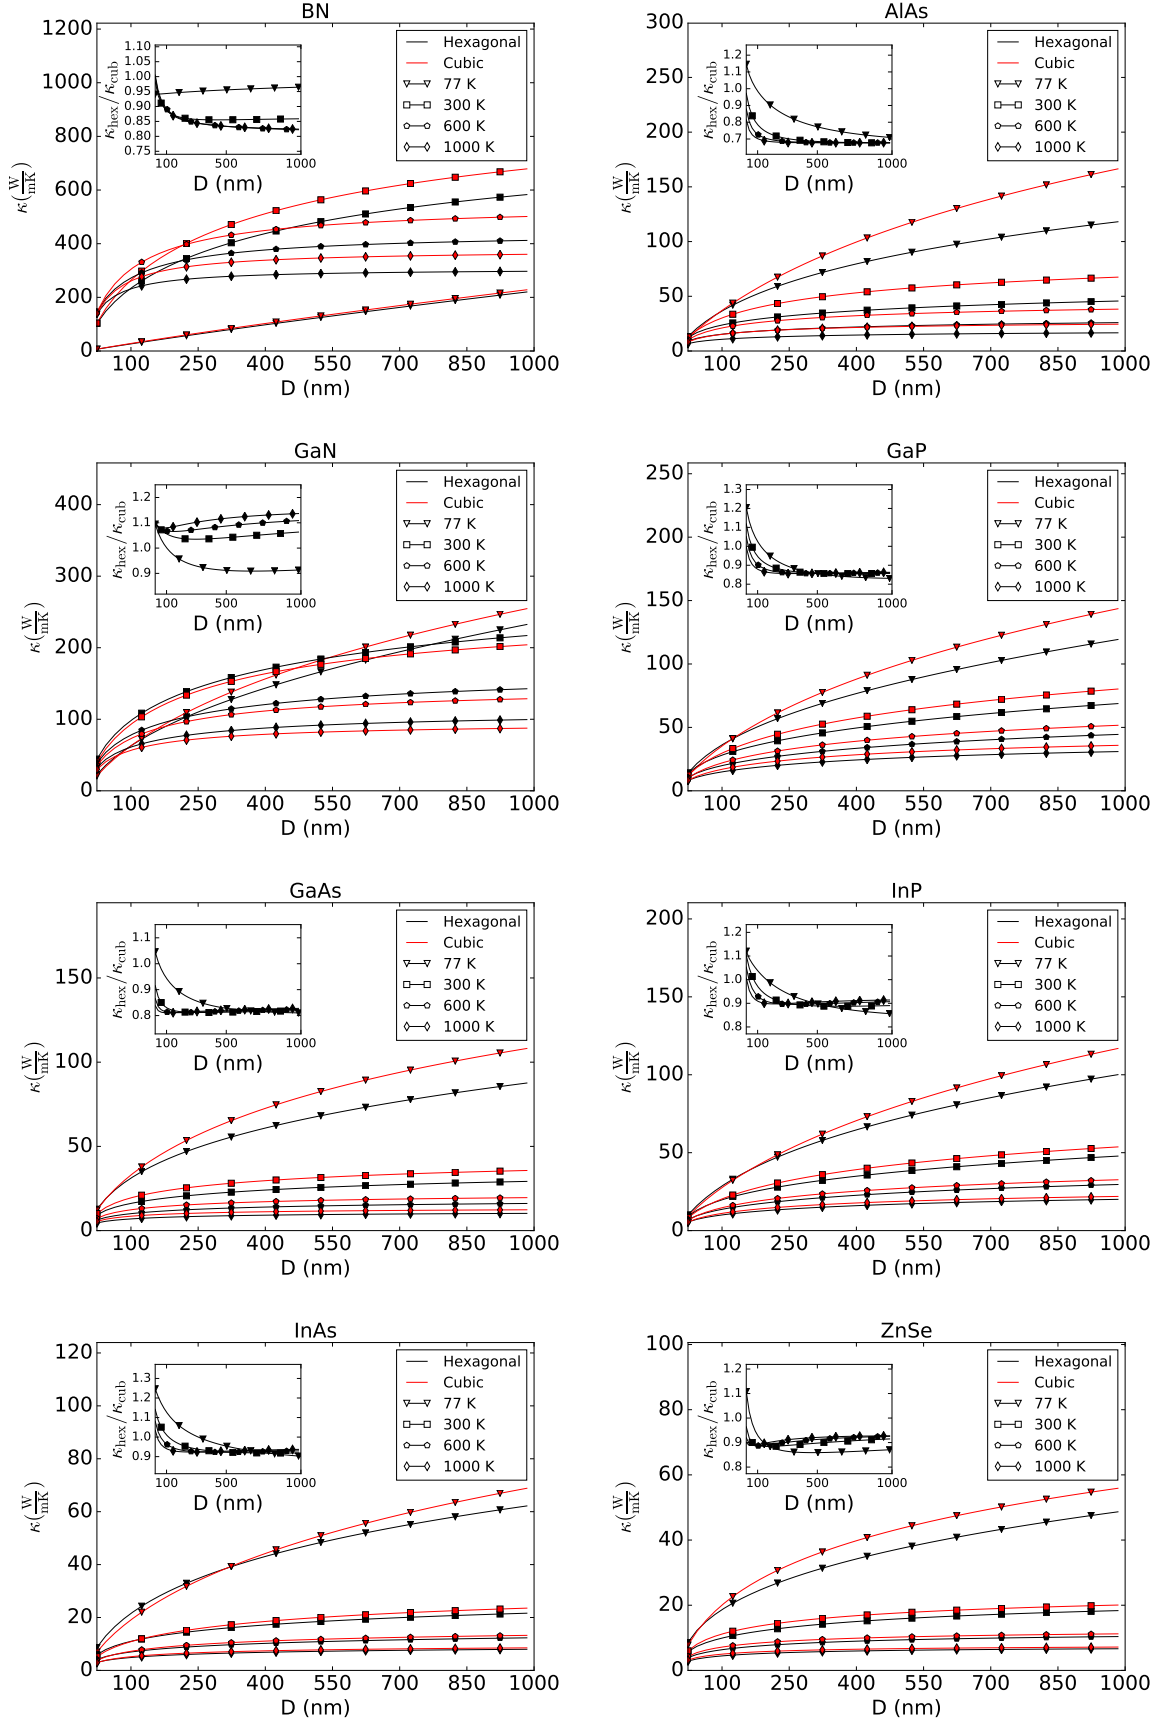 BN
1200
1000
800
600
400
200
0
κ(W/mK)
100 250 400 550 700 850 1000
D (nm)
Hexagonal
Cubic
77 K
300 K
600 K
1000 K
κhex/κcub
1.10
1.05
1.00
0.95
0.90
0.85
0.80
0.75
100 500 1000
D (nm)
AlAs
300
250
200
150
100
50
0
κ(W/mK)
100 250 400 550 700 850 1000
D (nm)
Hexagonal
Cubic
77 K
300 K
600 K
1000 K
κhex/κcub
1.2
1.1
1.0
0.9
0.8
0.7
100 500 1000
D (nm)
GaN
400
300
200
100
0
κ(W/mK)
100 250 400 550 700 850 1000
D (nm)
Hexagonal
Cubic
77 K
300 K
600 K
1000 K
κhex/κcub
1.2
1.1
1.0
0.9
100 500 1000
D (nm)
GaP
250
200
150
100
50
0
κ(W/mK)
100 250 400 550 700 850 1000
D (nm)
Hexagonal
Cubic
77 K
300 K
600 K
1000 K
κhex/κcub
1.3
1.2
1.1
1.0
0.9
0.8
100 500 1000
D (nm)
GaAs
150
100
50
0
κ(W/mK)
100 250 400 550 700 850 1000
D (nm)
Hexagonal
Cubic
77 K
300 K
600 K
1000 K
κhex/κcub
1.1
1.0
0.9
0.8
100 500 1000
D (nm)
InP
200
150
100
50
0
κ(W/mK)
100 250 400 550 700 850 1000
D (nm)
Hexagonal
Cubic
77 K
300 K
600 K
1000 K
κhex/κcub
1.2
1.1
1.0
0.9
0.8
100 500 1000
D (nm)
InAs
120
100
80
60
40
20
0
κ(W/mK)
100 250 400 550 700 850 1000
D (nm)
Hexagonal
Cubic
77 K
300 K
600 K
1000 K
κhex/κcub
1.3
1.2
1.1
1.0
0.9
100 500 1000
D (nm)
ZnSe
100
80
60
40
20
0
κ(W/mK)
100 250 400 550 700 850 1000
D (nm)
Hexagonal
Cubic
77 K
300 K
600 K
1000 K
κhex/κcub
1.2
1.1
1.0
0.9
0.8
100 500 1000
D (nm)